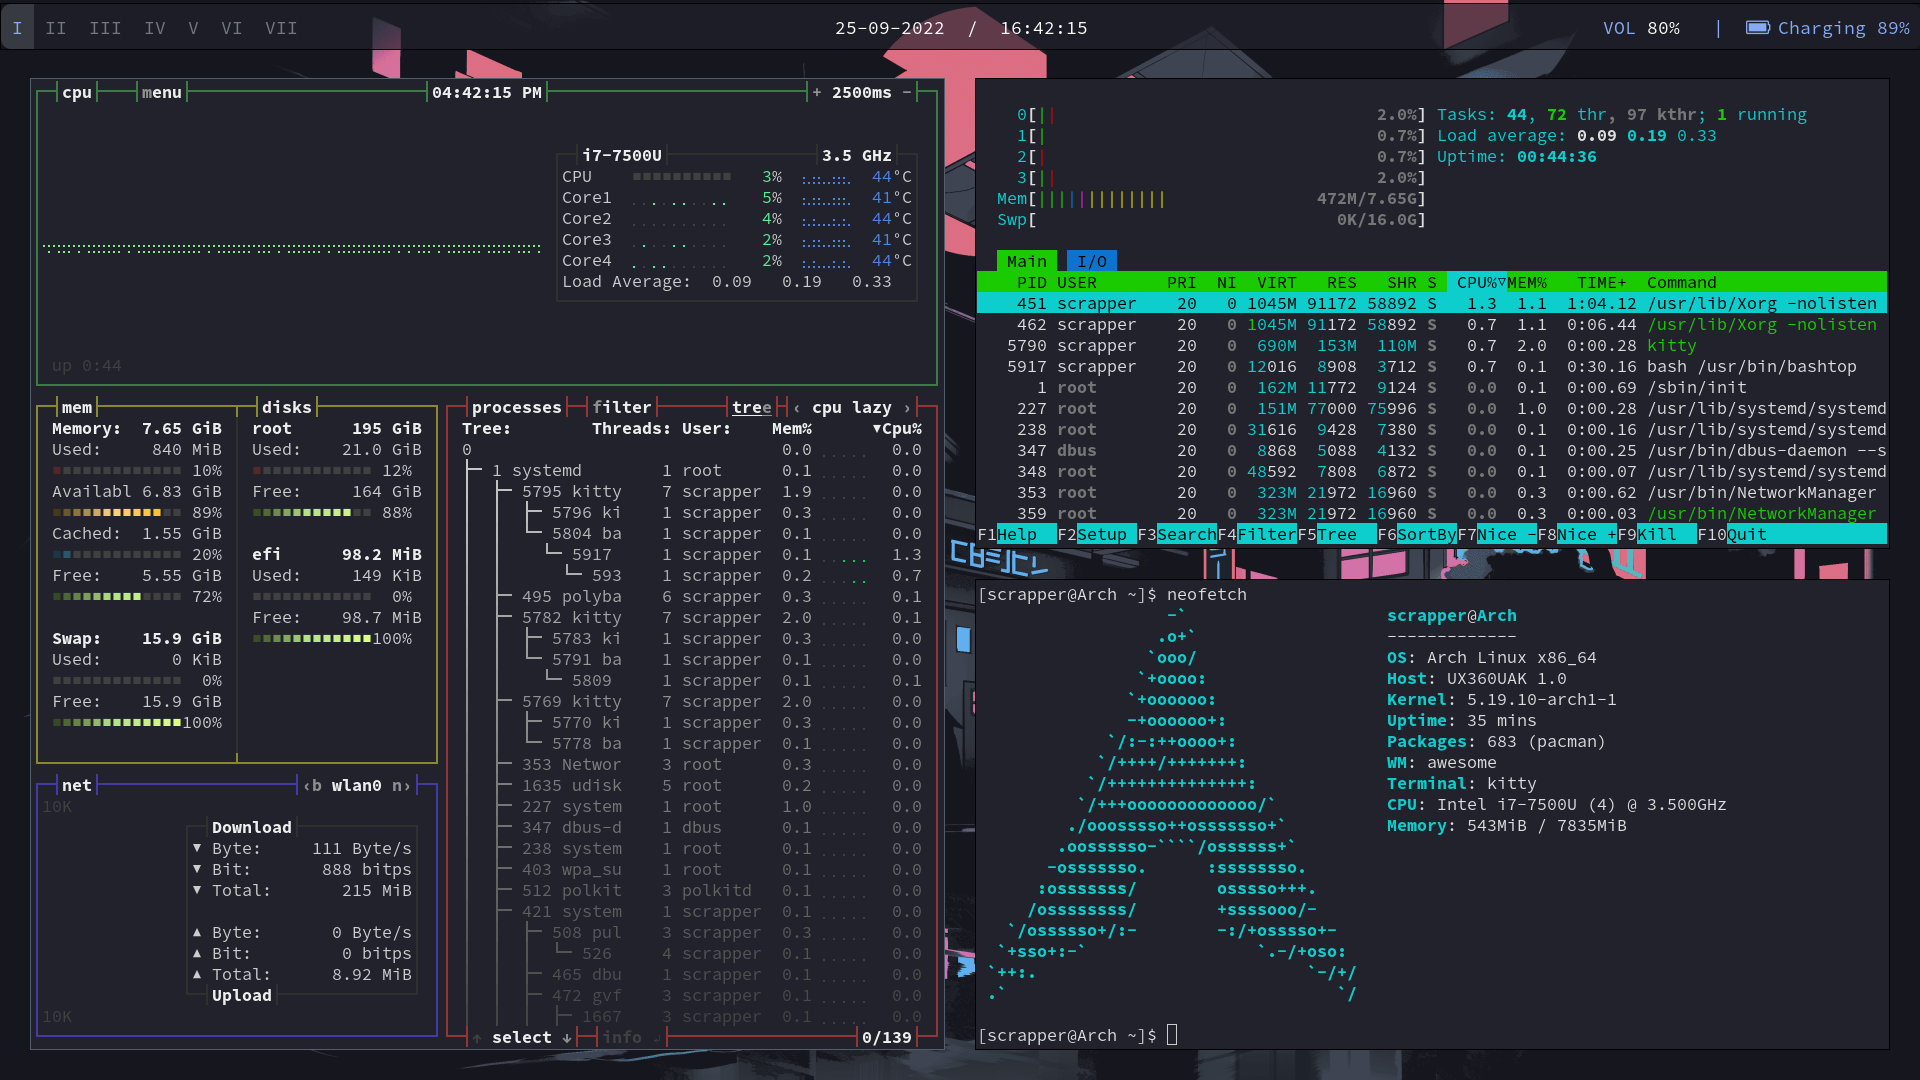 I II III IV V VI VII 25-09-2022 / 16:42:15 VOL 80% | Charging 89%
cpu menu 04:42:15 PM + 2500ms -
i7-7500U 3.5 GHz
CPU 3% 44°C
Core1 5% 41°C
Core2 4% 44°C
Core3 2% 41°C
Core4 2% 44°C
Load Average: 0.09 0.19 0.33
up 0:44
mem disks
Memory: 7.65 GiB
Used: 840 MiB
10%
Availabl 6.83 GiB
89%
Cached: 1.55 GiB
20%
Free: 5.55 GiB
72%
Swap: 15.9 GiB
Used: 0 KiB
0%
Free: 15.9 GiB
100%
root 195 GiB
Used: 21.0 GiB
12%
Free: 164 GiB
88%
efi 98.2 MiB
Used: 149 KiB
0%
Free: 98.7 MiB
100%
net ‹b wlan0 n›
10K
Download
▼ Byte: 111 Byte/s
▼ Bit: 888 bitps
▼ Total: 215 MiB
▲ Byte: 0 Byte/s
▲ Bit: 0 bitps
▲ Total: 8.92 MiB
Upload
10K
processes filter tree ‹ cpu lazy ›
Tree: Threads: User: Mem% ▼Cpu%
0 0.0 0.0
1 systemd 1 root 0.1 0.0
5795 kitty 7 scrapper 1.9 0.0
5796 ki 1 scrapper 0.3 0.0
5804 ba 1 scrapper 0.1 0.0
5917 1 scrapper 0.1 1.3
593 1 scrapper 0.2 0.7
495 polyba 6 scrapper 0.3 0.1
5782 kitty 7 scrapper 2.0 0.1
5783 ki 1 scrapper 0.3 0.0
5791 ba 1 scrapper 0.1 0.0
5809 1 scrapper 0.1 0.1
5769 kitty 7 scrapper 2.0 0.0
5770 ki 1 scrapper 0.3 0.0
5778 ba 1 scrapper 0.1 0.0
353 Networ 3 root 0.3 0.0
1635 udisk 5 root 0.2 0.0
227 system 1 root 1.0 0.0
347 dbus-d 1 dbus 0.1 0.0
238 system 1 root 0.1 0.0
403 wpa_su 1 root 0.1 0.0
512 polkit 3 polkitd 0.1 0.0
421 system 1 scrapper 0.1 0.0
508 pul 3 scrapper 0.3 0.0
526 4 scrapper 0.1 0.0
465 dbu 1 scrapper 0.1 0.0
472 gvf 3 scrapper 0.1 0.0
1667 3 scrapper 0.1 0.0
↑ select ↓ info ↲ 0/139
0[|| 2.0%] Tasks: 44, 72 thr, 97 kthr; 1 running
1[| 0.7%] Load average: 0.09 0.19 0.33
2[| 0.7%] Uptime: 00:44:36
3[|| 2.0%]
Mem[||||||||||||| 472M/7.65G]
Swp[ 0K/16.0G]
Main I/O
PID USER PRI NI VIRT RES SHR S CPU%▽MEM% TIME+ Command
451 scrapper 20 0 1045M 91172 58892 S 1.3 1.1 1:04.12 /usr/lib/Xorg -nolisten
462 scrapper 20 0 1045M 91172 58892 S 0.7 1.1 0:06.44 /usr/lib/Xorg -nolisten
5790 scrapper 20 0 690M 153M 110M S 0.7 2.0 0:00.28 kitty
5917 scrapper 20 0 12016 8908 3712 S 0.7 0.1 0:30.16 bash /usr/bin/bashtop
1 root 20 0 162M 11772 9124 S 0.0 0.1 0:00.69 /sbin/init
227 root 20 0 151M 77000 75996 S 0.0 1.0 0:00.28 /usr/lib/systemd/systemd
238 root 20 0 31616 9428 7380 S 0.0 0.1 0:00.16 /usr/lib/systemd/systemd
347 dbus 20 0 8868 5088 4132 S 0.0 0.1 0:00.25 /usr/bin/dbus-daemon --s
348 root 20 0 48592 7808 6872 S 0.0 0.1 0:00.07 /usr/lib/systemd/systemd
353 root 20 0 323M 21972 16960 S 0.0 0.3 0:00.62 /usr/bin/NetworkManager
359 root 20 0 323M 21972 16960 S 0.0 0.3 0:00.03 /usr/bin/NetworkManager
F1Help F2Setup F3SearchF4FilterF5Tree F6SortByF7Nice -F8Nice +F9Kill F10Quit
[scrapper@Arch ~]$ neofetch
-`
.o+`
`ooo/
`+oooo:
`+oooooo:
-+oooooo+:
`/:-:++oooo+:
`/++++/+++++++:
`/++++++++++++++:
`/+++ooooooooooooo/`
./ooosssso++osssssso+`
.oossssso-````/ossssss+`
-osssssso. :ssssssso.
:osssssss/ osssso+++.
/ossssssss/ +ssssooo/-
`/ossssso+/:- -:/+osssso+-
`+sso+:-` `.-/+oso:
`++:. `-/+/
.` `/
scrapper@Arch
-------------
OS: Arch Linux x86_64
Host: UX360UAK 1.0
Kernel: 5.19.10-arch1-1
Uptime: 35 mins
Packages: 683 (pacman)
WM: awesome
Terminal: kitty
CPU: Intel i7-7500U (4) @ 3.500GHz
Memory: 543MiB / 7835MiB
[scrapper@Arch ~]$